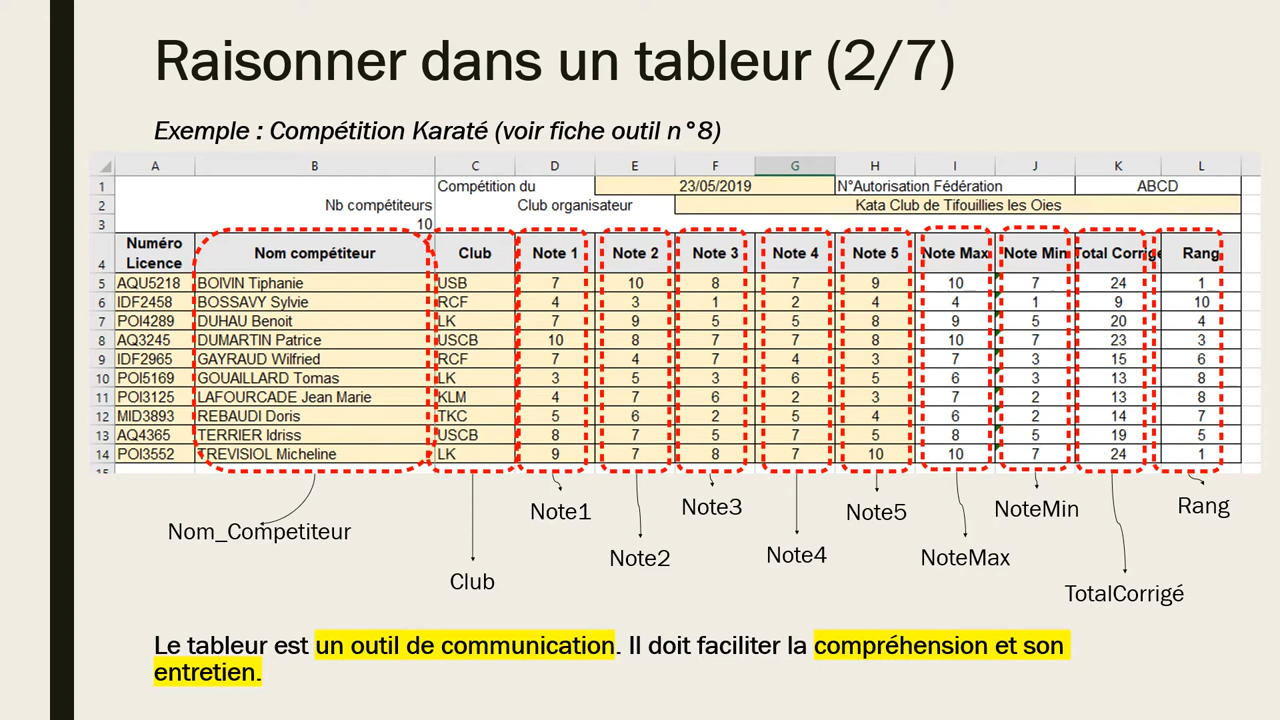 Raisonner dans un tableur (2/7)
Exemple : Compétition Karaté (voir fiche outil n°8)
A B C D E F G H I J K L
1 Compétition du 23/05/2019 N°Autorisation Fédération ABCD
2 Nb compétiteurs Club organisateur Kata Club de Tifouillies les Oies
3 10
4 Numéro Licence Nom compétiteur Club Note 1 Note 2 Note 3 Note 4 Note 5 Note Max Note Min Total Corrigé Rang
5 AQU5218 BOIVIN Tiphanie USB 7 10 8 7 9 10 7 24 1
6 IDF2458 BOSSAVY Sylvie RCF 4 3 1 2 4 4 1 9 10
7 POI4289 DUHAU Benoit LK 7 9 5 5 8 9 5 20 4
8 AQ3245 DUMARTIN Patrice USCB 10 8 7 7 8 10 7 23 3
9 IDF2965 GAYRAUD Wilfried RCF 7 4 7 4 3 7 3 15 6
10 POI5169 GOUAILLARD Tomas LK 3 5 3 6 5 6 3 13 8
11 POI3125 LAFOURCADE Jean Marie KLM 4 7 6 2 3 7 2 13 8
12 MID3893 REBAUDI Doris TKC 5 6 2 5 4 6 2 14 7
13 AQ4365 TERRIER Idriss USCB 8 7 5 7 5 8 5 19 5
14 POI3552 TREVISIOL Micheline LK 9 7 8 7 10 10 7 24 1
Nom_Competiteur
Club
Note1
Note2
Note3
Note4
Note5
NoteMax
NoteMin
TotalCorrigé
Rang
Le tableur est un outil de communication. Il doit faciliter la compréhension et son
entretien.